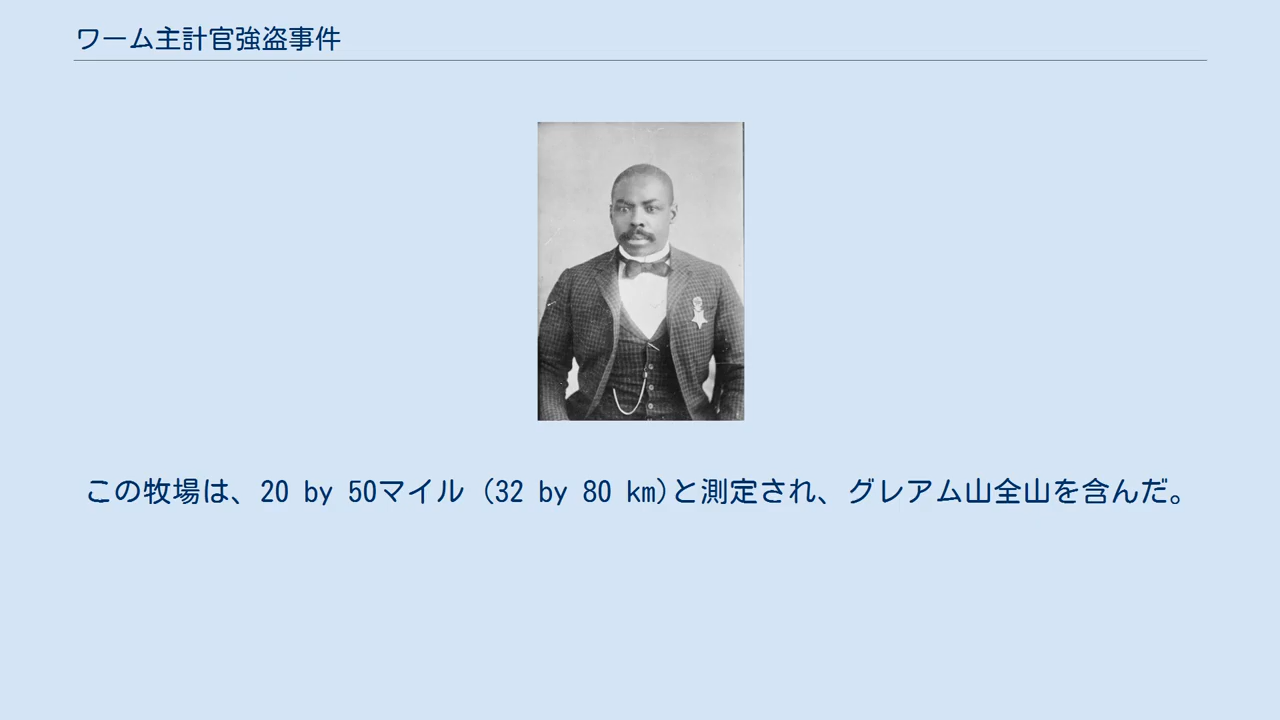 ワーム主計官強盗事件
この牧場は、20 by 50マイル (32 by 80 km)と測定され、グレアム山全山を含んだ。